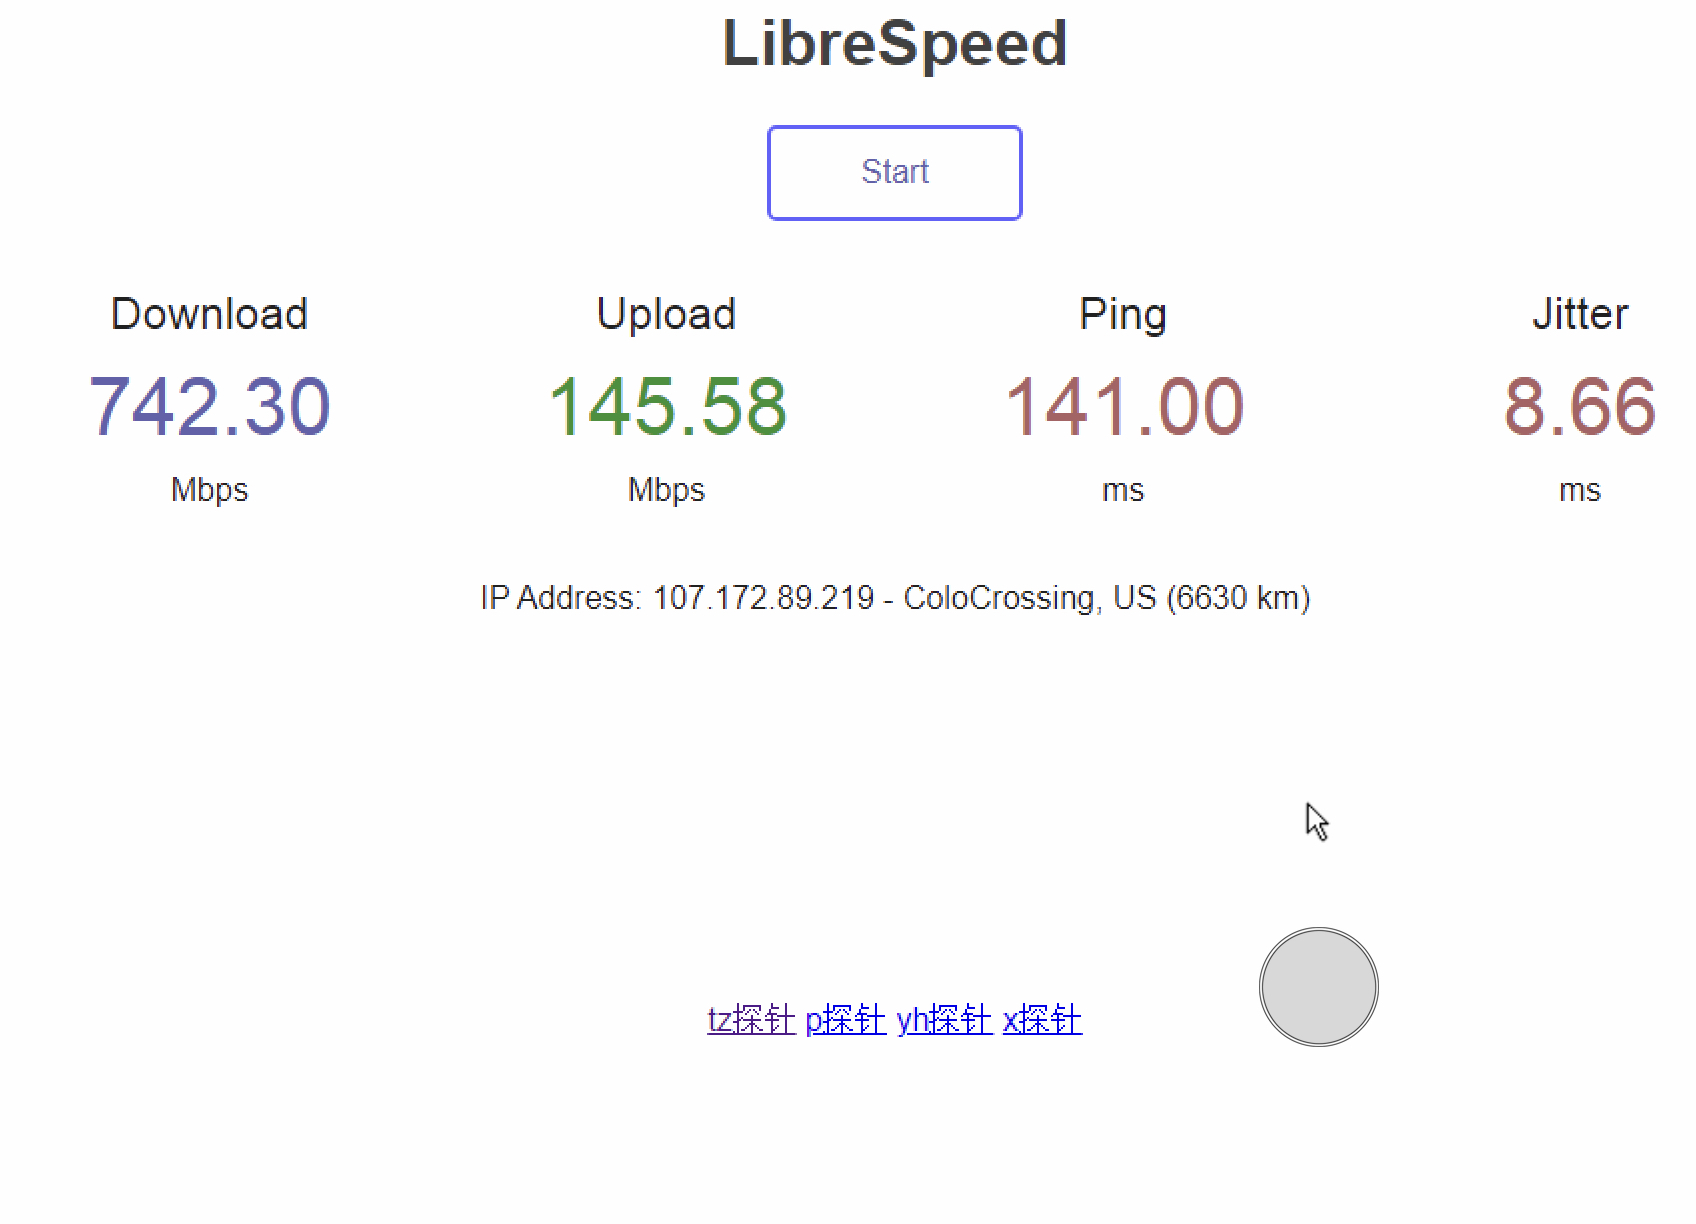 LibreSpeed
Start
Download Upload Ping Jitter
742.30 145.58 141.00 8.66
Mbps Mbps ms ms
IP Address: 107.172.89.219 - ColoCrossing, US (6630 km)
tz探针 p探针 yh探针 x探针